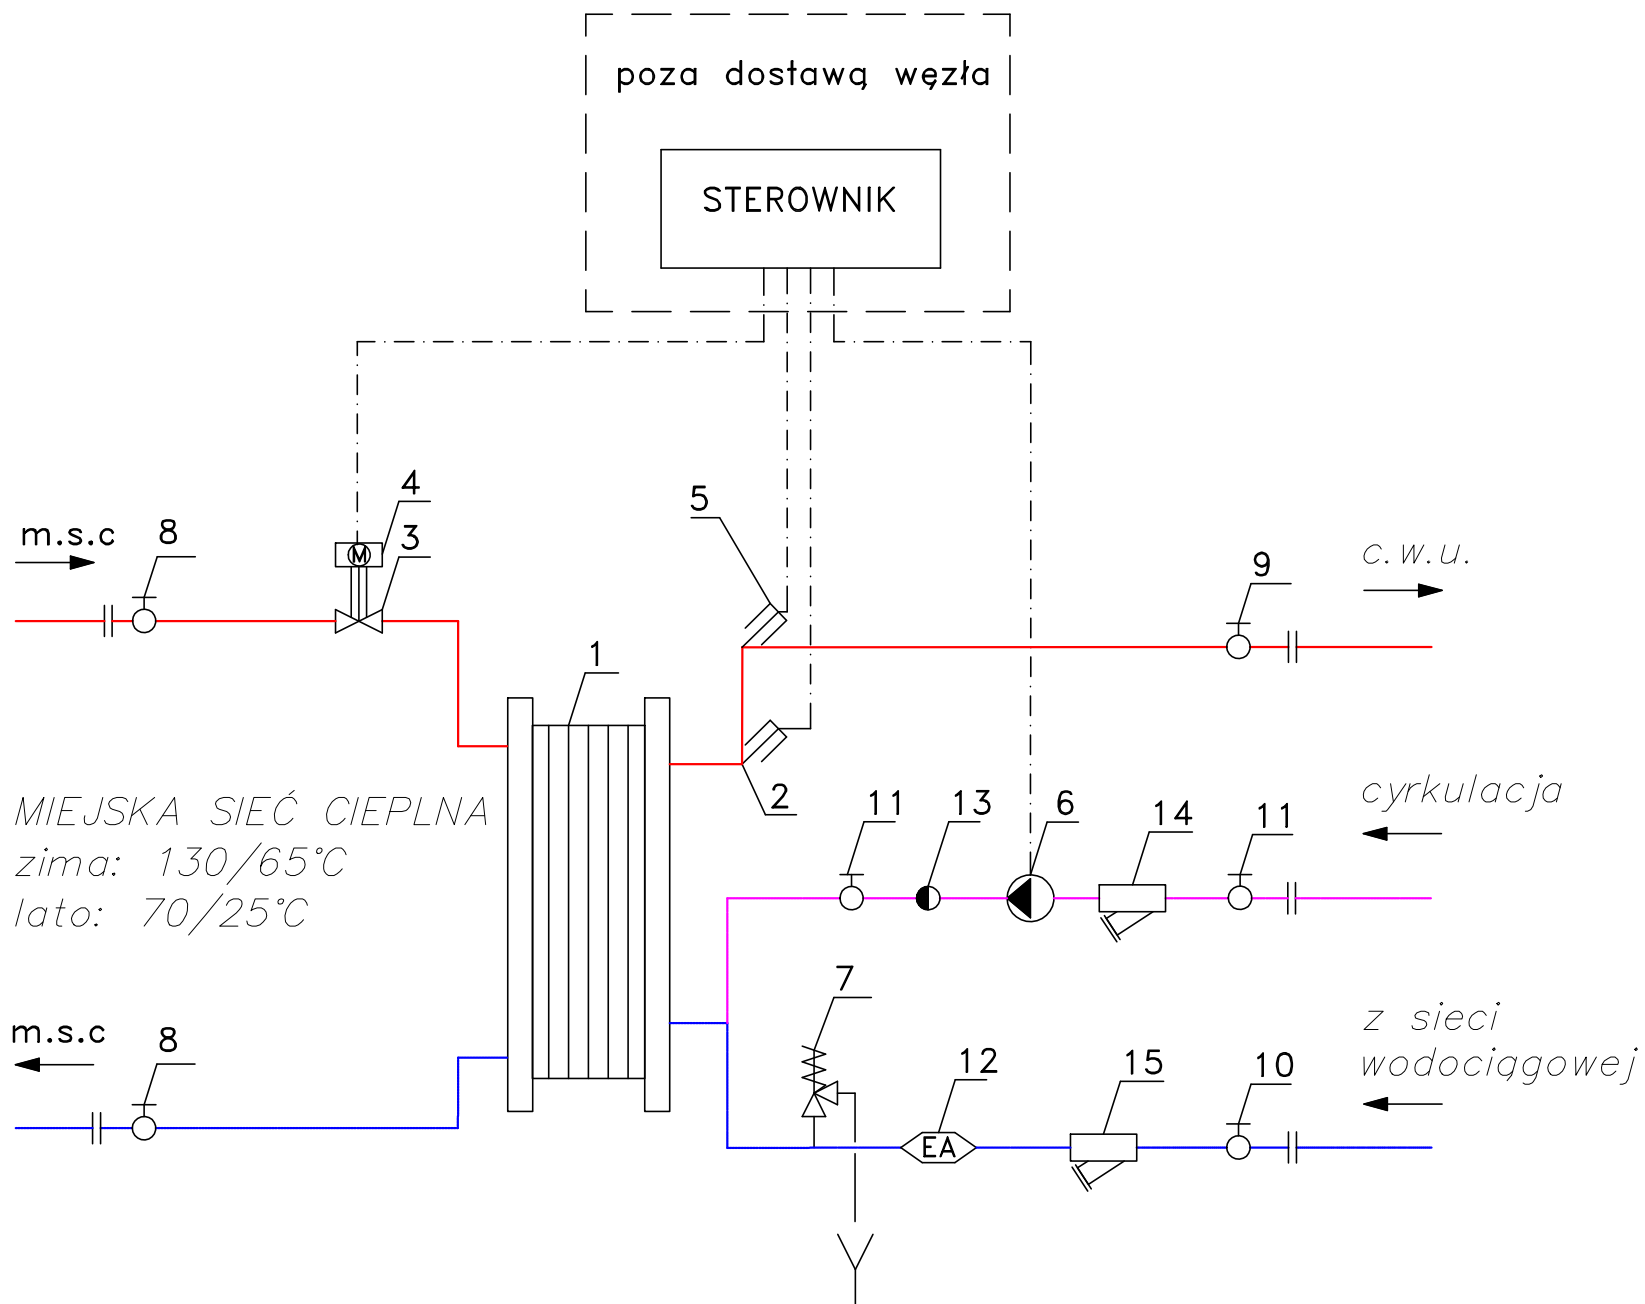 poza dostawą węzła
STEROWNIK
4
5
m.s.c
8
3
9
c.w.u.
1
2
11
13
6
14
11
cyrkulacja
MIEJSKA SIEĆ CIEPLNA
zima: 130/65°C
lato: 70/25°C
M
7
z sieci
wodociągowej
m.s.c
8
12
15
10
EA